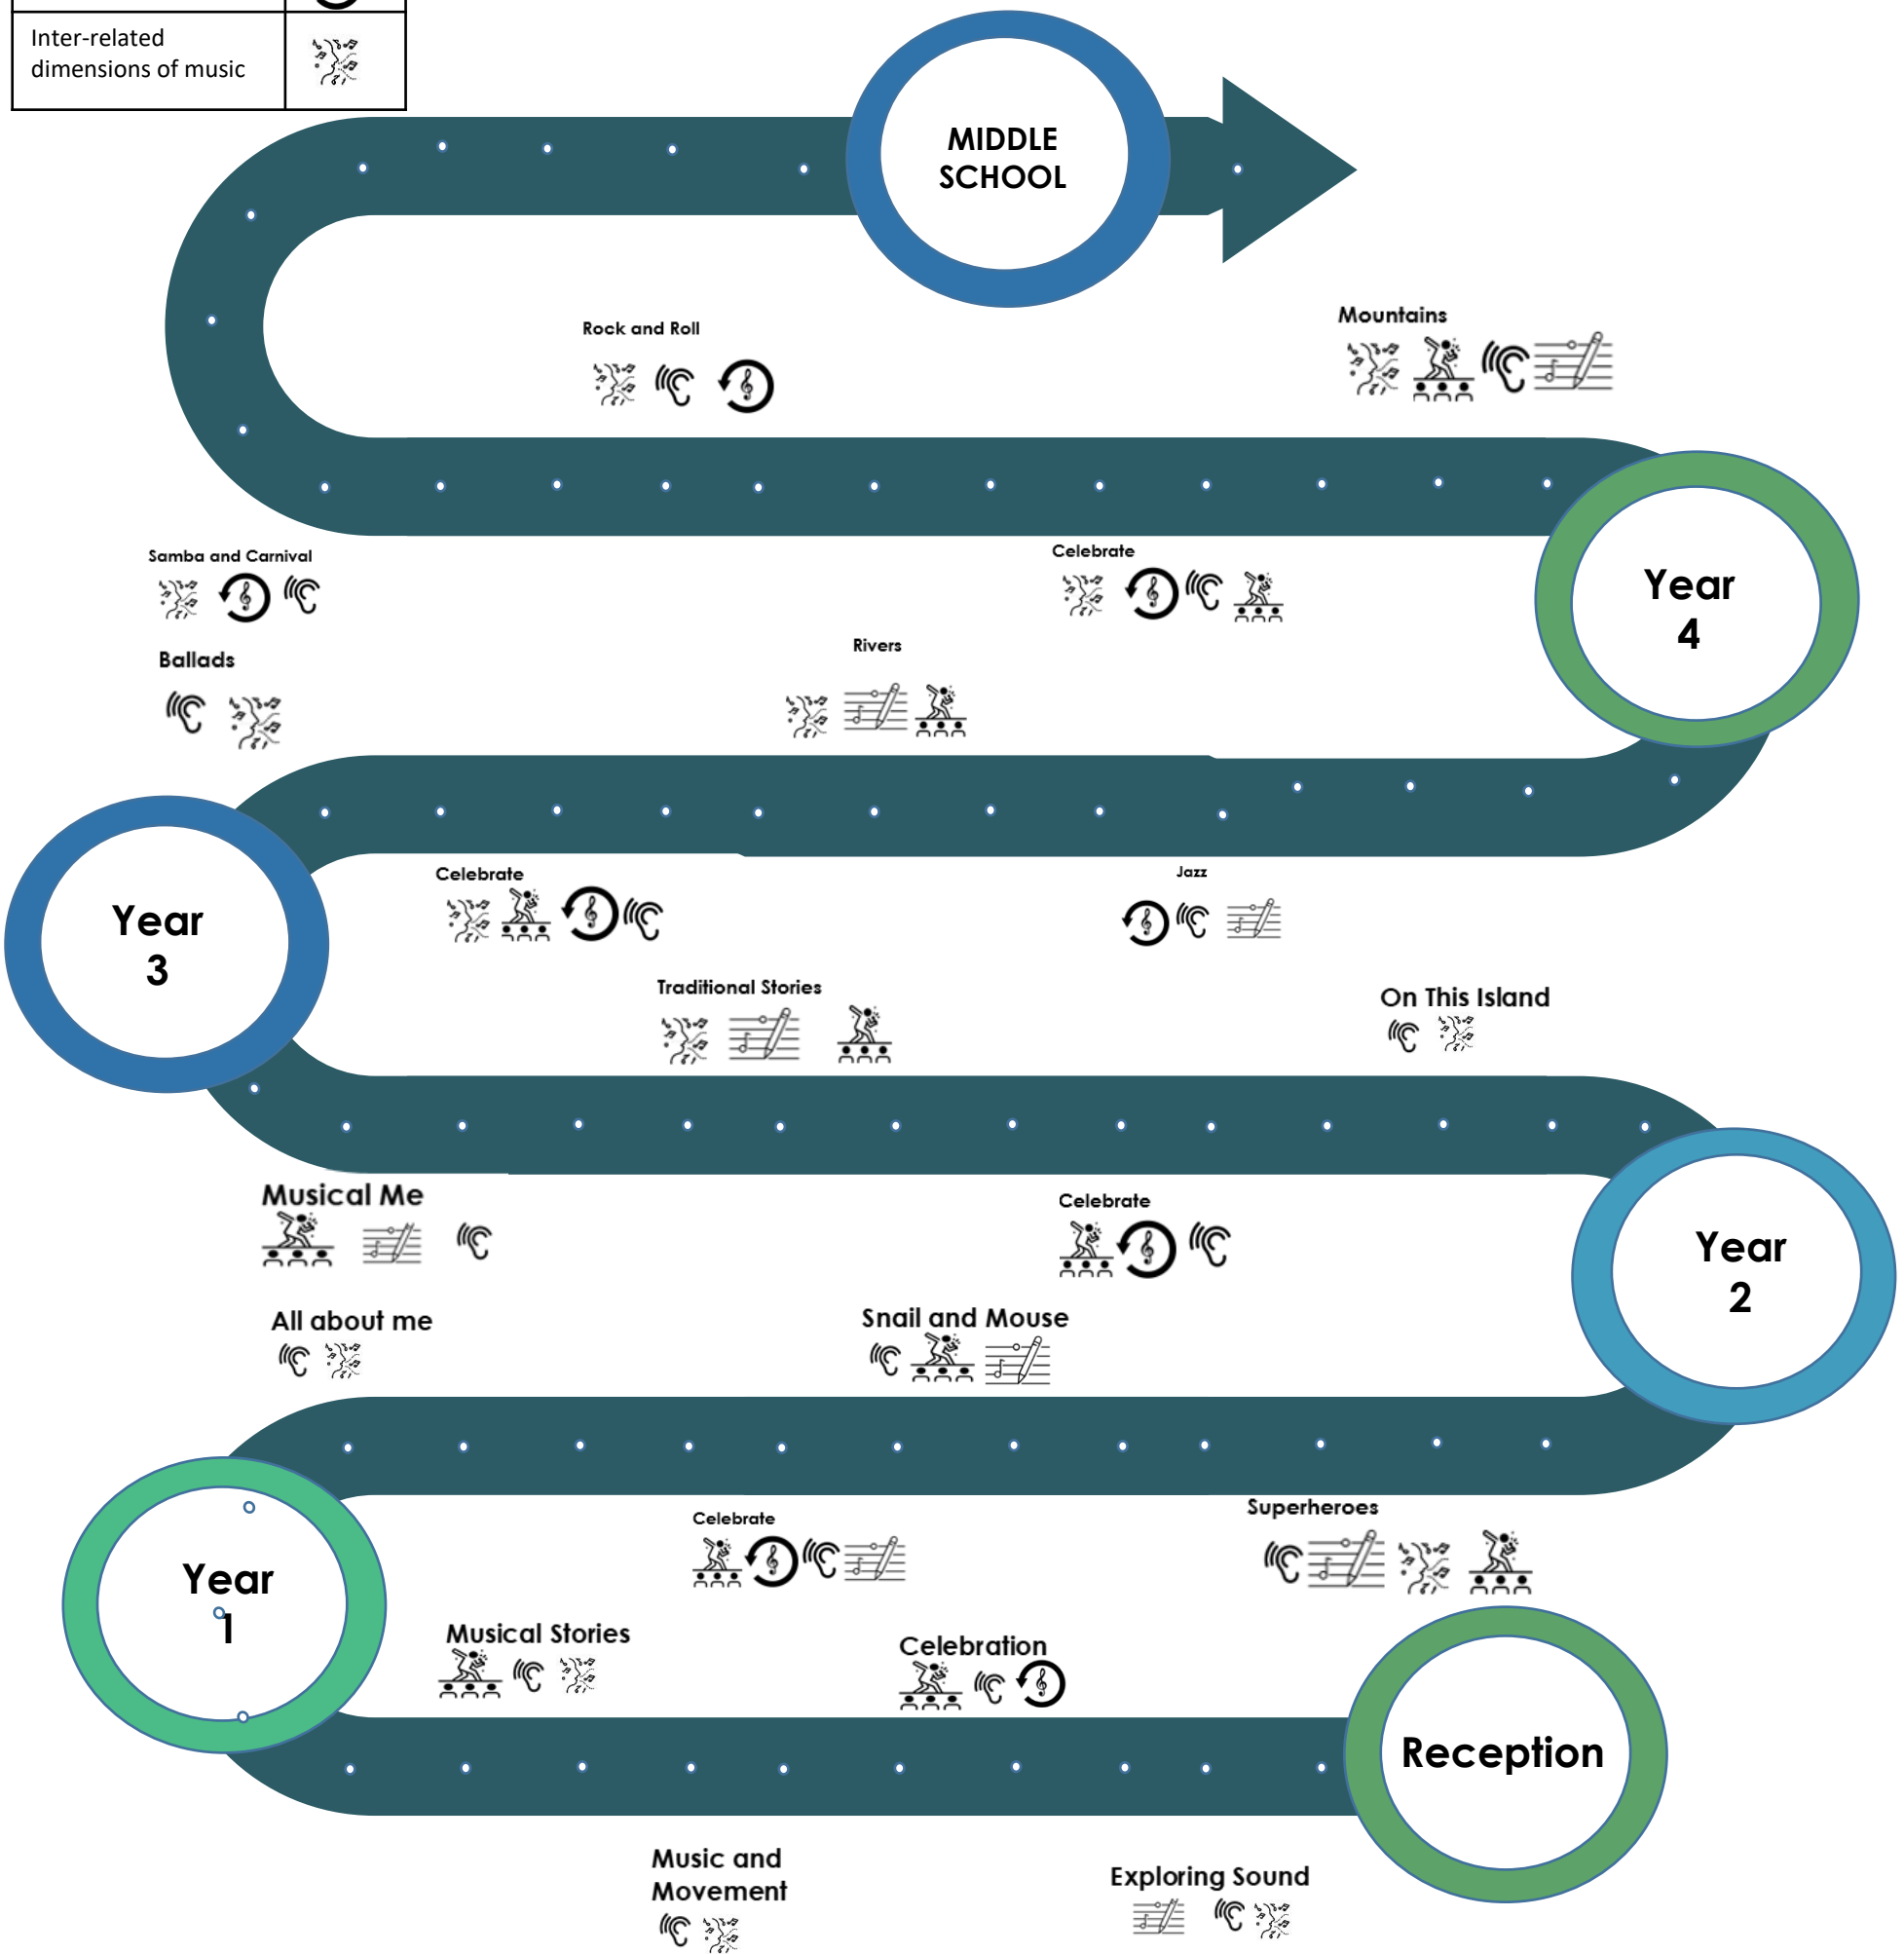 Inter-related
dimensions of music
MIDDLE
SCHOOL
Rock and Roll
Mountains
Samba and Carnival
Celebrate
Year
4
Ballads
Rivers
Year
3
Celebrate
Jazz
Traditional Stories
On This Island
Musical Me
Celebrate
Year
2
All about me
Snail and Mouse
Celebrate
Superheroes
Year
1
Musical Stories
Celebration
Reception
Music and
Movement
Exploring Sound